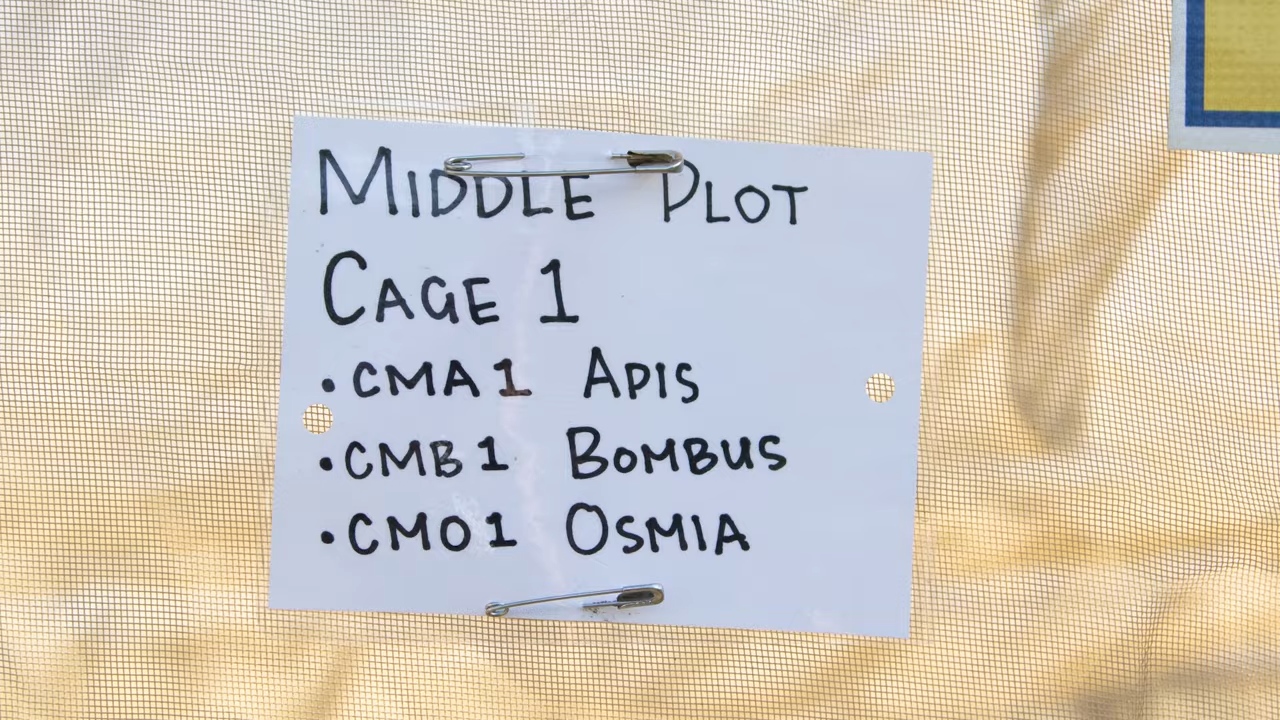 MIDDLE PLOT
CAGE 1
• CMA1 APIS
• CMB1 BOMBUS
• CMO1 OSMIA